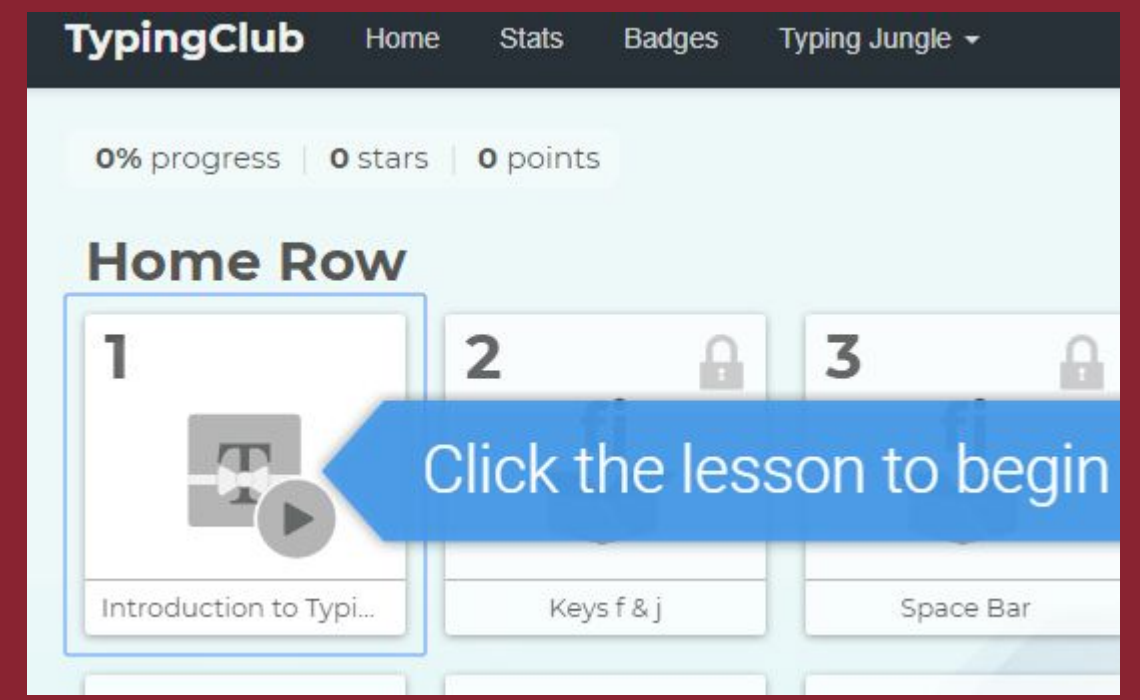 TypingClub Home Stats Badges Typing Jungle
0% progress 0 stars 0 points
Home Row
1 2 3
T
Click the lesson to begin
Introduction to Typi... Keys f & j Space Bar